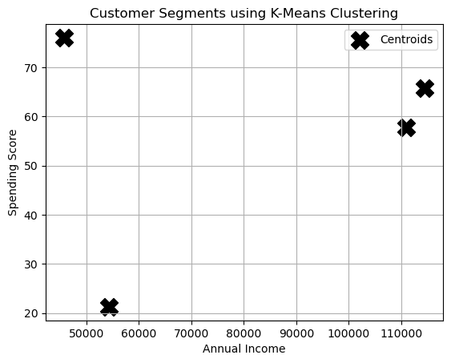 Customer Segments using K-Means Clustering
Centroids
Spending Score
70
60
50
40
30
20
50000 60000 70000 80000 90000 100000 110000
Annual Income